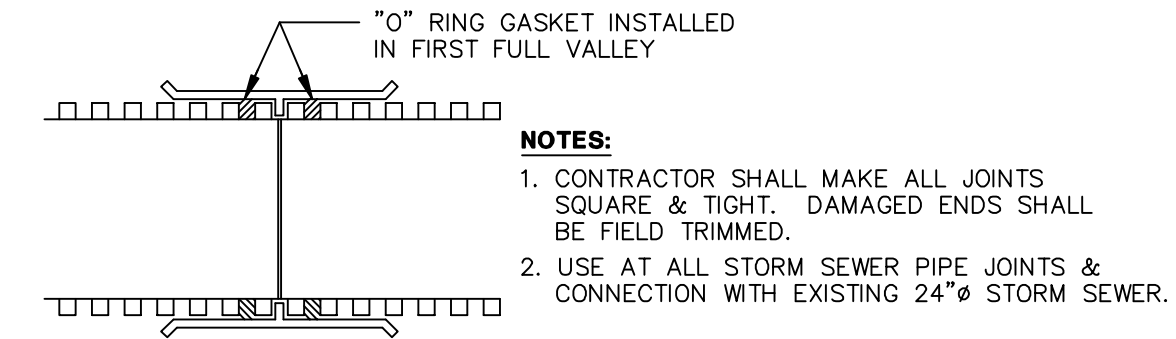 "O" RING GASKET INSTALLED
IN FIRST FULL VALLEY
NOTES:
1. CONTRACTOR SHALL MAKE ALL JOINTS
SQUARE & TIGHT. DAMAGED ENDS SHALL
BE FIELD TRIMMED.
2. USE AT ALL STORM SEWER PIPE JOINTS &
CONNECTION WITH EXISTING 24"ø STORM SEWER.